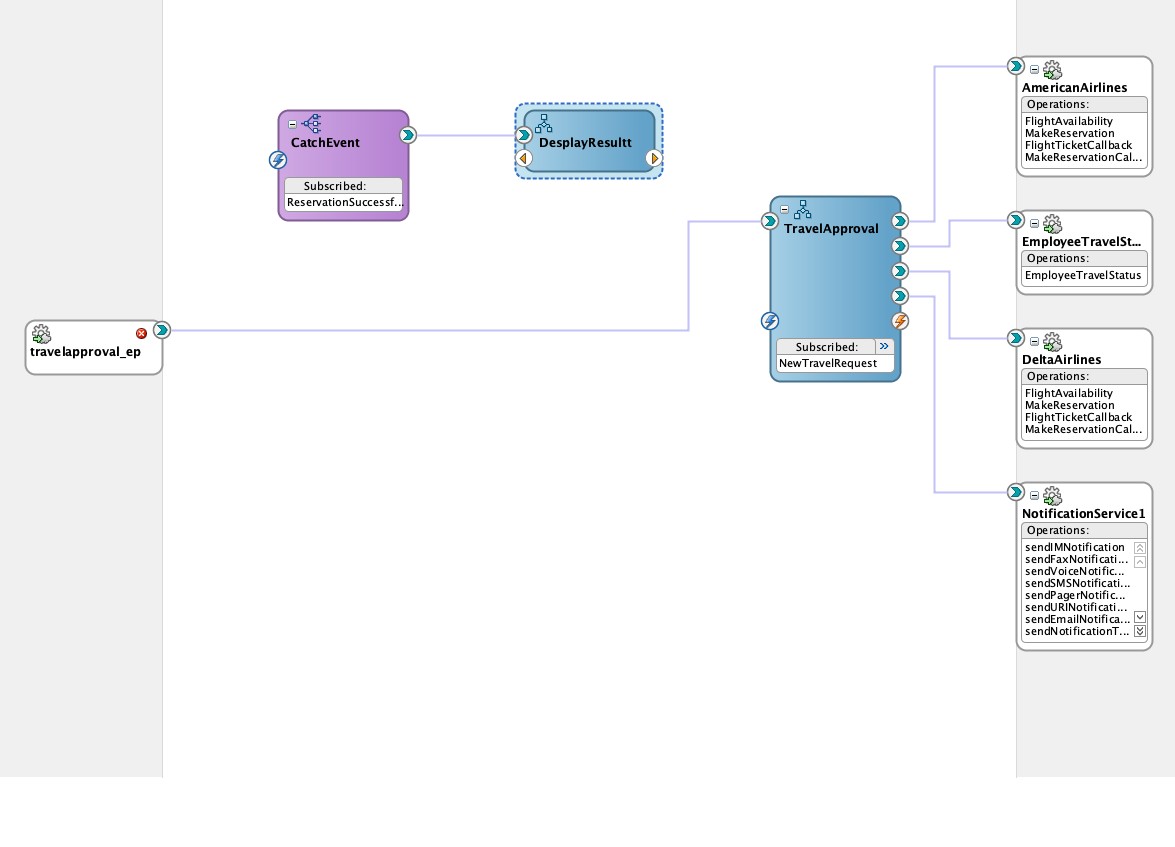 CatchEvent
Subscribed:
ReservationSuccessf...
DesplayResultt
travelapproval_ep
TravelApproval
Subscribed:
NewTravelRequest
AmericanAirlines
Operations:
FlightAvailability
MakeReservation
FlightTicketCallback
MakeReservationCal...
EmployeeTravelSt...
Operations:
EmployeeTravelStatus
DeltaAirlines
Operations:
FlightAvailability
MakeReservation
FlightTicketCallback
MakeReservationCal...
NotificationService1
Operations:
sendIMNotification
sendFaxNotificati...
sendVoiceNotific...
sendSMSNotificati...
sendPagerNotific...
sendURINotificati...
sendEmailNotifica...
sendNotificationT...